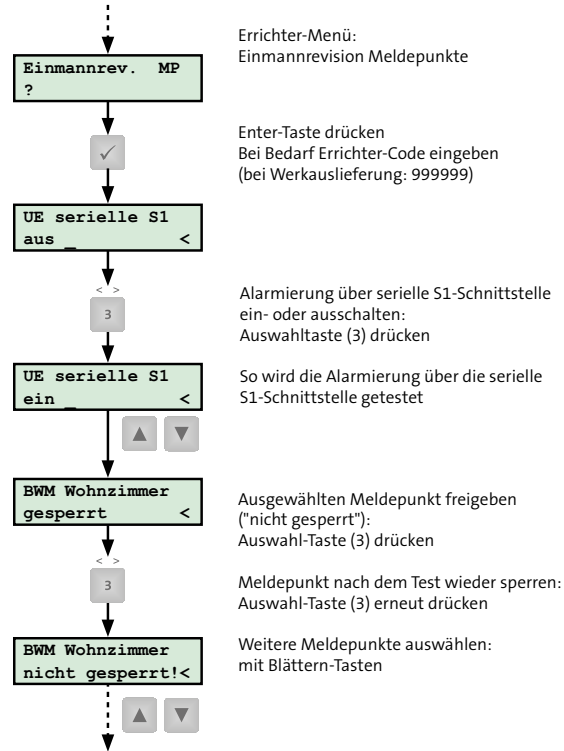 Errichter-Menü:
Einmannrevision Meldepunkte
Einmannrev. MP
?
Enter-Taste drücken
Bei Bedarf Errichter-Code eingeben
(bei Werkauslieferung: 999999)
✓
UE serielle S1
aus _ <
< >
3
Alarmierung über serielle S1-Schnittstelle
ein- oder ausschalten:
Auswahltaste (3) drücken
UE serielle S1
ein _ <
So wird die Alarmierung über die serielle
S1-Schnittstelle getestet
▲ ▼
BWM Wohnzimmer
gesperrt <
Ausgewählten Meldepunkt freigeben
("nicht gesperrt"):
Auswahl-Taste (3) drücken
< >
3
Meldepunkt nach dem Test wieder sperren:
Auswahl-Taste (3) erneut drücken
BWM Wohnzimmer
nicht gesperrt!<
Weitere Meldepunkte auswählen:
mit Blättern-Tasten
▲ ▼